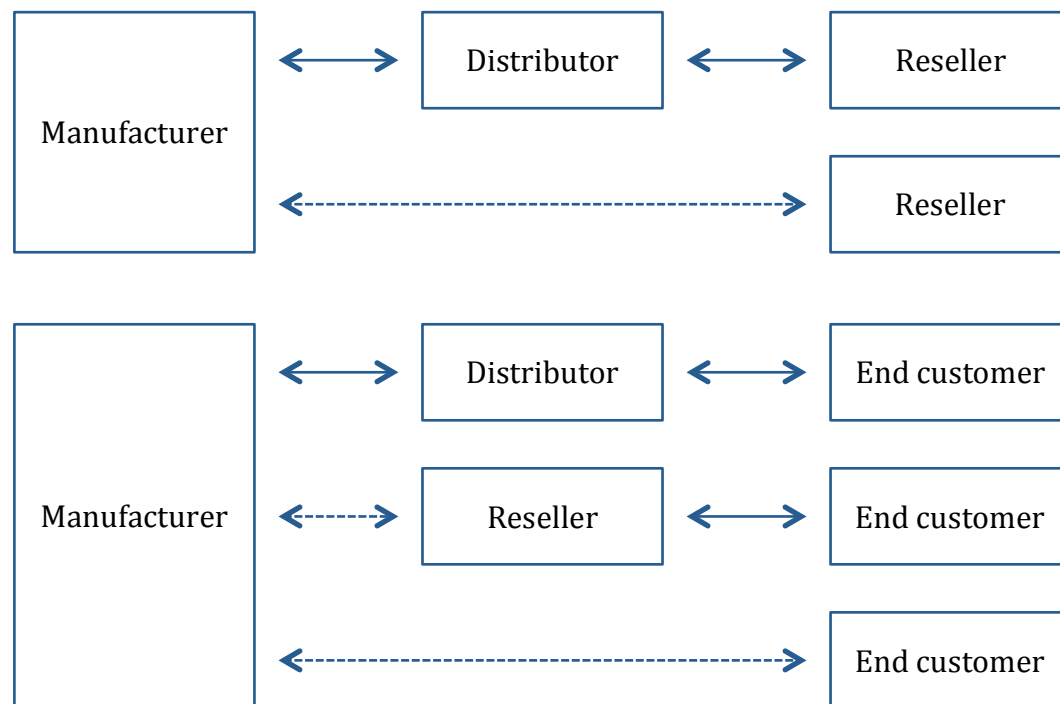 Distributor
Reseller
Manufacturer
Reseller
Distributor
End customer
Manufacturer
Reseller
End customer
End customer